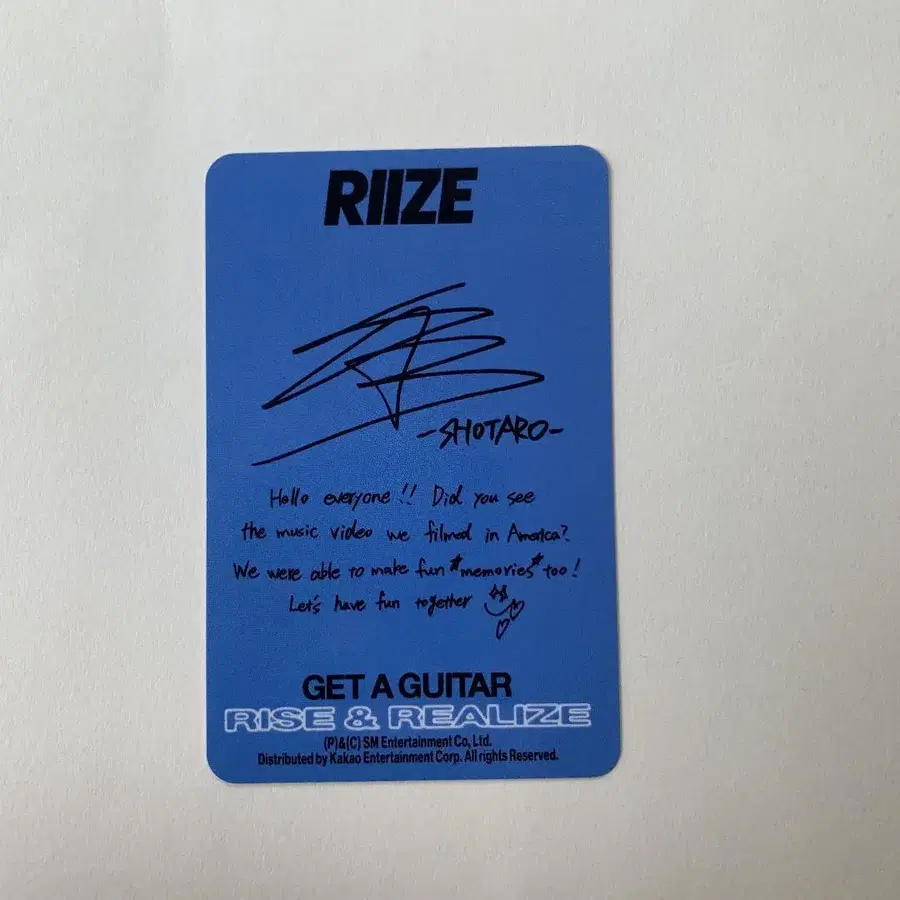 RIIZE
-SHOTARO-
Hello everyone!! Did you see
the music video we filmed in America?
We were able to make fun *memories* too!
Let's have fun together
GET A GUITAR
RISE & REALIZE
(P)&(C) SM Entertainment Co., Ltd.
Distributed by Kakao Entertainment Corp. All rights Reserved.